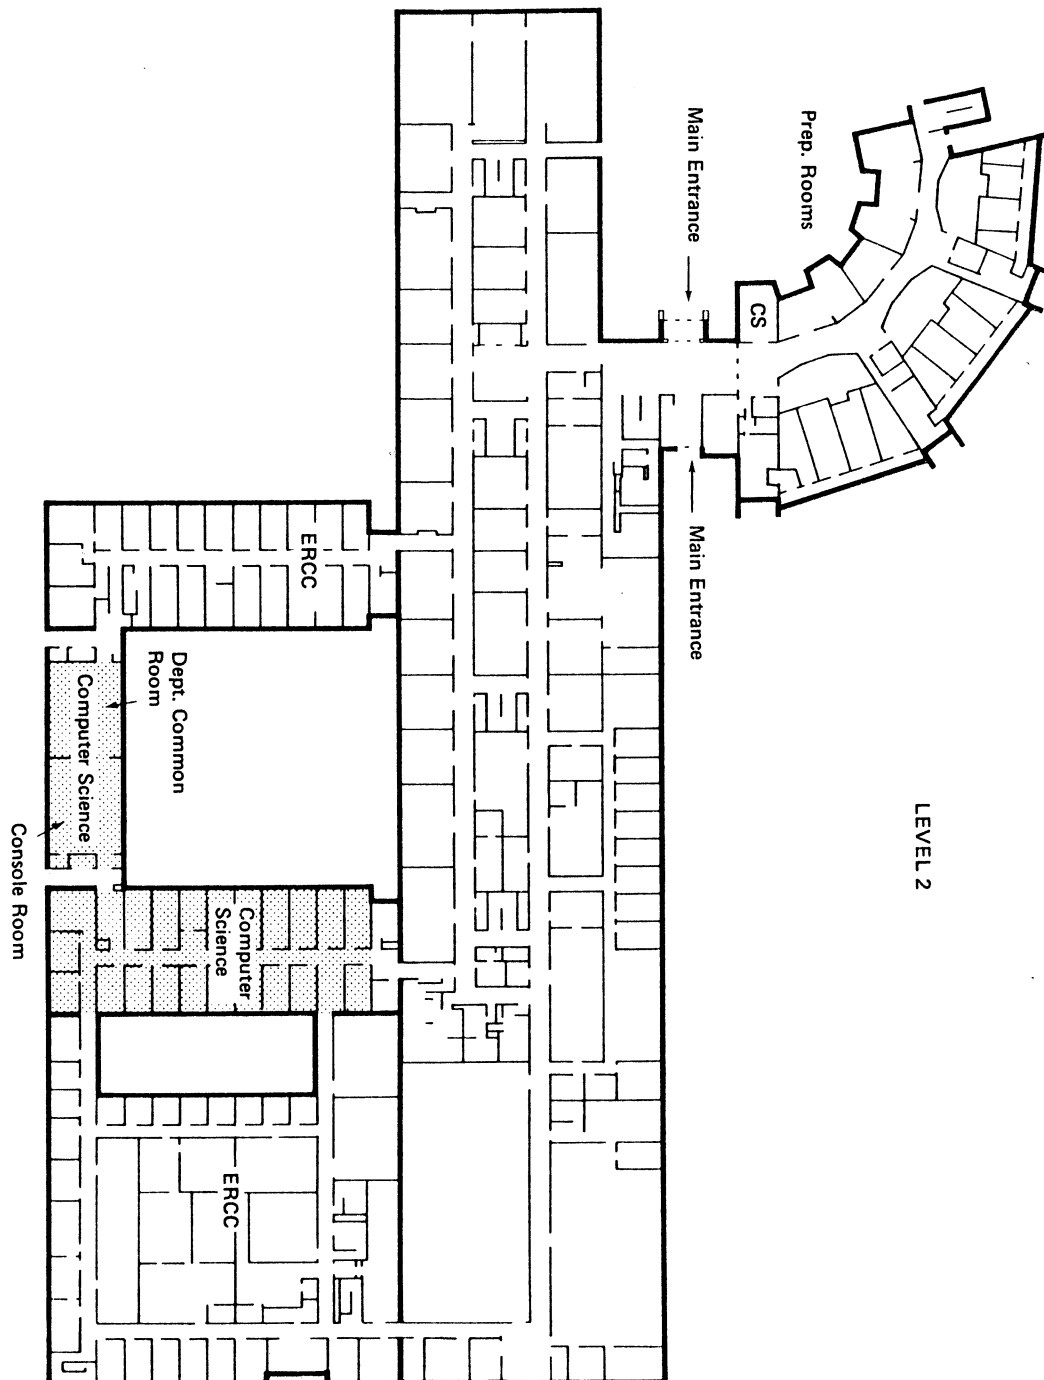 LEVEL 2
Prep. Rooms
Main Entrance
CS
Main Entrance
ERCC
Dept. Common
Room
Computer Science
Console Room
Computer
Science
ERCC